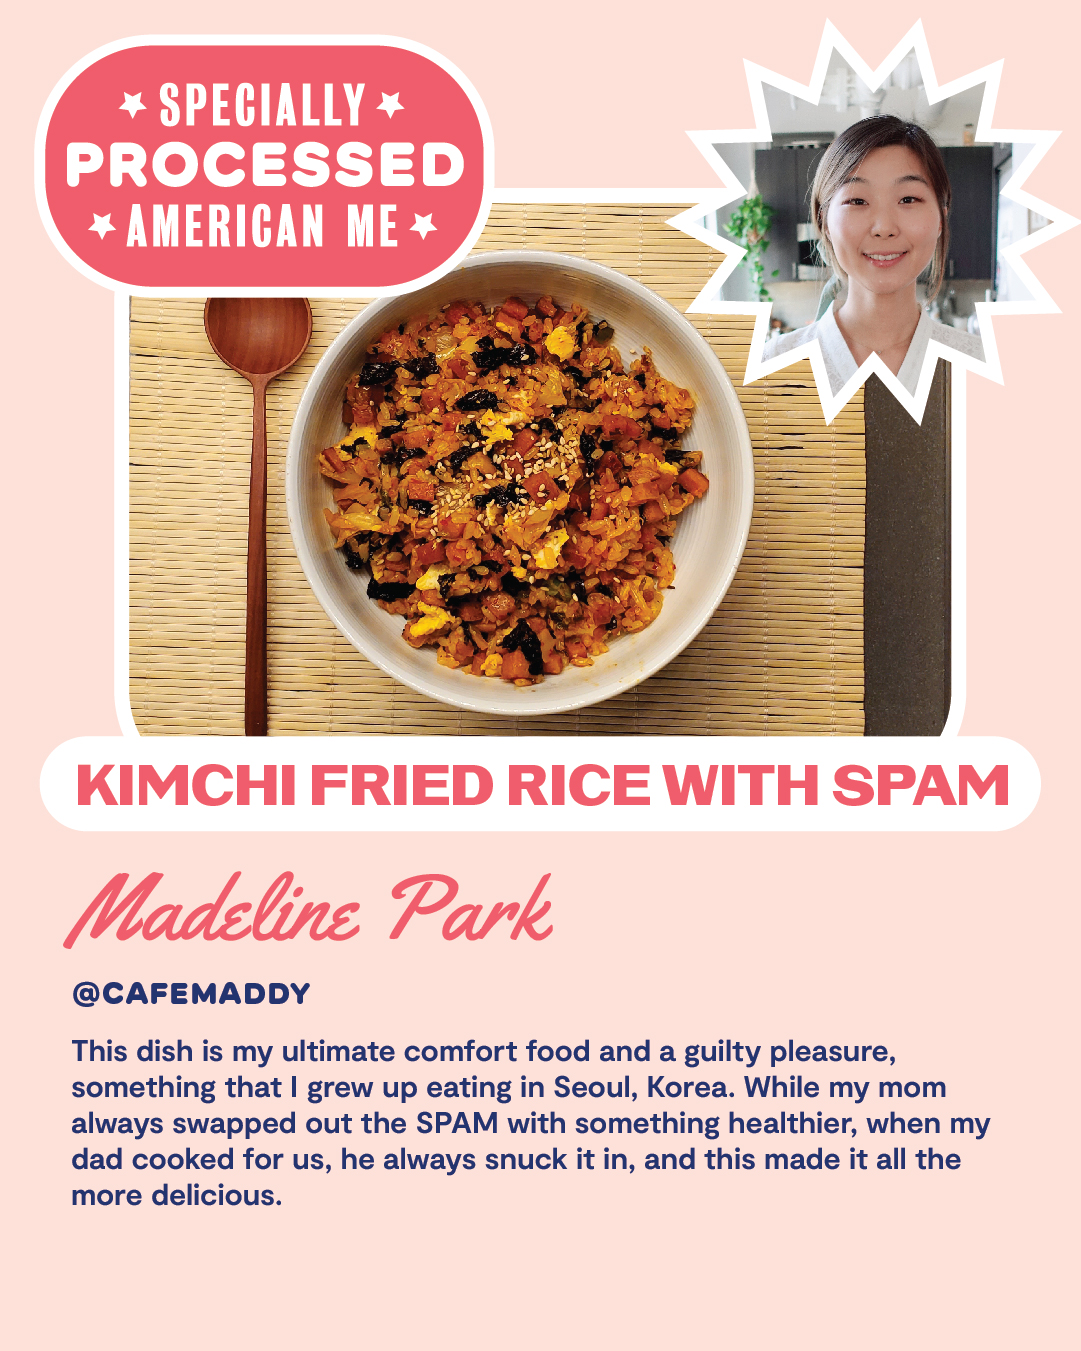 SPECIALLY
PROCESSED
AMERICAN ME
KIMCHI FRIED RICE WITH SPAM
Madeline Park
@CAFEMADDY
This dish is my ultimate comfort food and a guilty pleasure,
something that I grew up eating in Seoul, Korea. While my mom
always swapped out the SPAM with something healthier, when my
dad cooked for us, he always snuck it in, and this made it all the
more delicious.